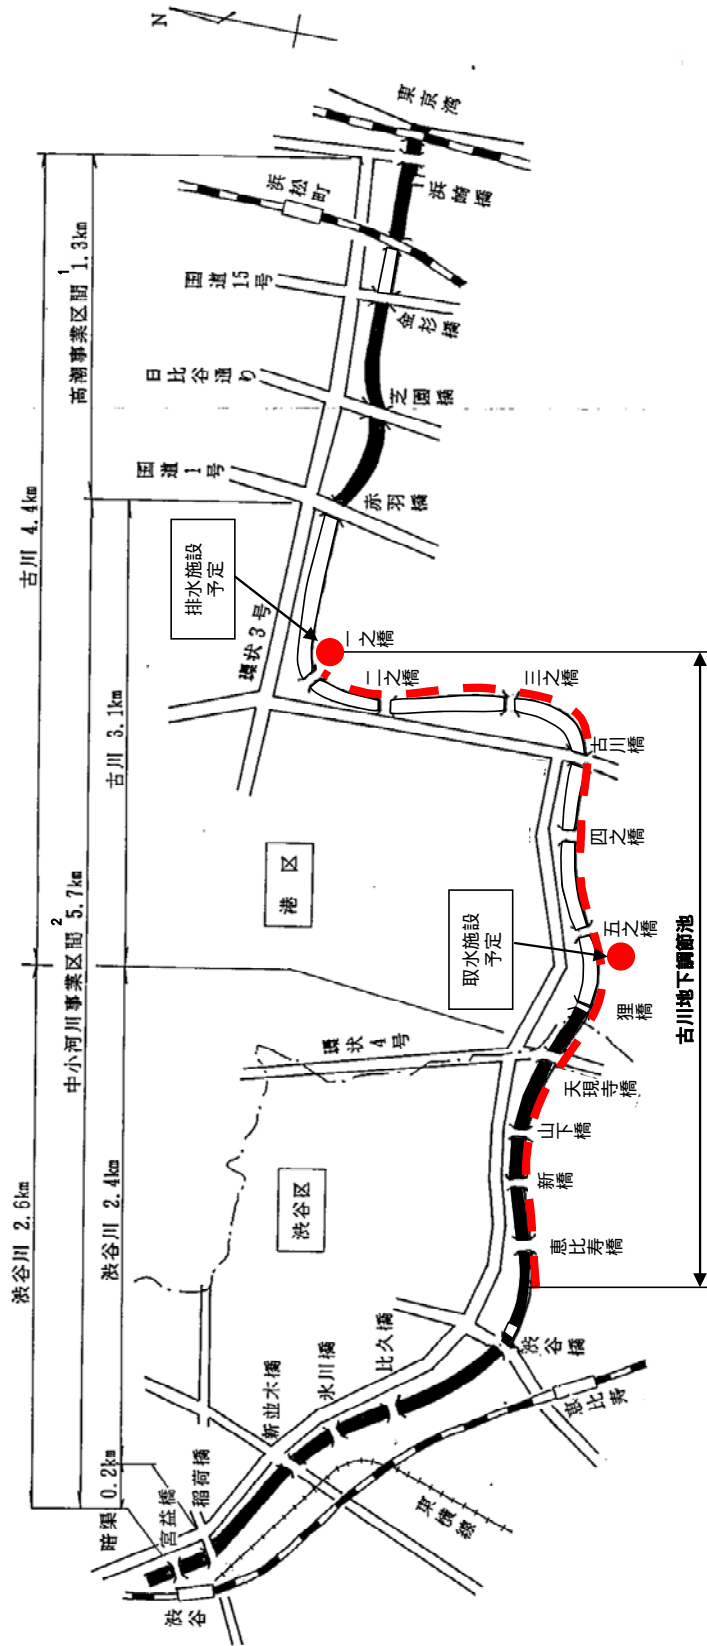 N
古川 4.4km
高潮事業区間1 1.3km
中小河川事業区間2 5.7km
古川 3.1km
渋谷川 2.6km
渋谷川 2.4km
暗渠 0.2km
東京湾
浜松町
浜崎橋
国道15号
金杉橋
日比谷通り
芝園橋
国道1号
赤羽橋
排水施設
予定
環状3号
一之橋
二之橋
三之橋
古川橋
四之橋
港区
取水施設
予定
五之橋
狸橋
古川地下調節池
環状4号
天現寺橋
山下橋
新橋
恵比寿橋
渋谷区
渋谷橋
恵比寿
比久橋
氷川橋
新並木橋
稲荷橋
宮益橋
東横線
渋谷